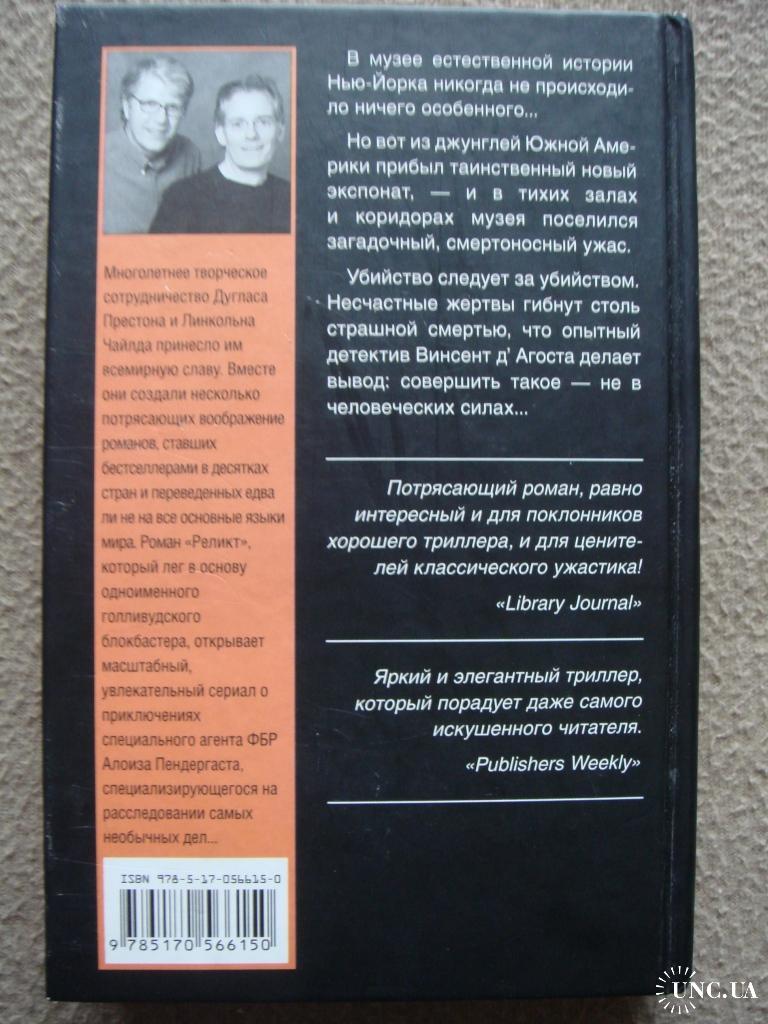 В музее естественной истории
Нью-Йорка никогда не происходи-
ло ничего особенного...
Но вот из джунглей Южной Аме-
рики прибыл таинственный новый
экспонат, — и в тихих залах
и коридорах музея поселился
загадочный, смертоносный ужас.
Убийство следует за убийством.
Несчастные жертвы гибнут столь
страшной смертью, что опытный
детектив Винсент д' Агоста делает
вывод: совершить такое — не в
человеческих силах...
Потрясающий роман, равно
интересный и для поклонников
хорошего триллера, и для цените-
лей классического ужастика!
«Library Journal»
Яркий и элегантный триллер,
который порадует даже самого
искушенного читателя.
«Publishers Weekly»
Многолетнее творческое
сотрудничество Дугласа
Престона и Линкольна
Чайлда принесло им
всемирную славу. Вместе
они создали несколько
потрясающих воображение
романов, ставших
бестселлерами в десятках
стран и переведенных едва
ли не на все основные языки
мира. Роман «Реликт»,
который лег в основу
одноименного
голливудского
блокбастера, открывает
масштабный,
увлекательный сериал о
приключениях
специального агента ФБР
Алоиза Пендергаста,
специализирующегося на
расследовании самых
необычных дел...
ISBN 978-5-17-056615-0
9 785170 566150
UNC.UA